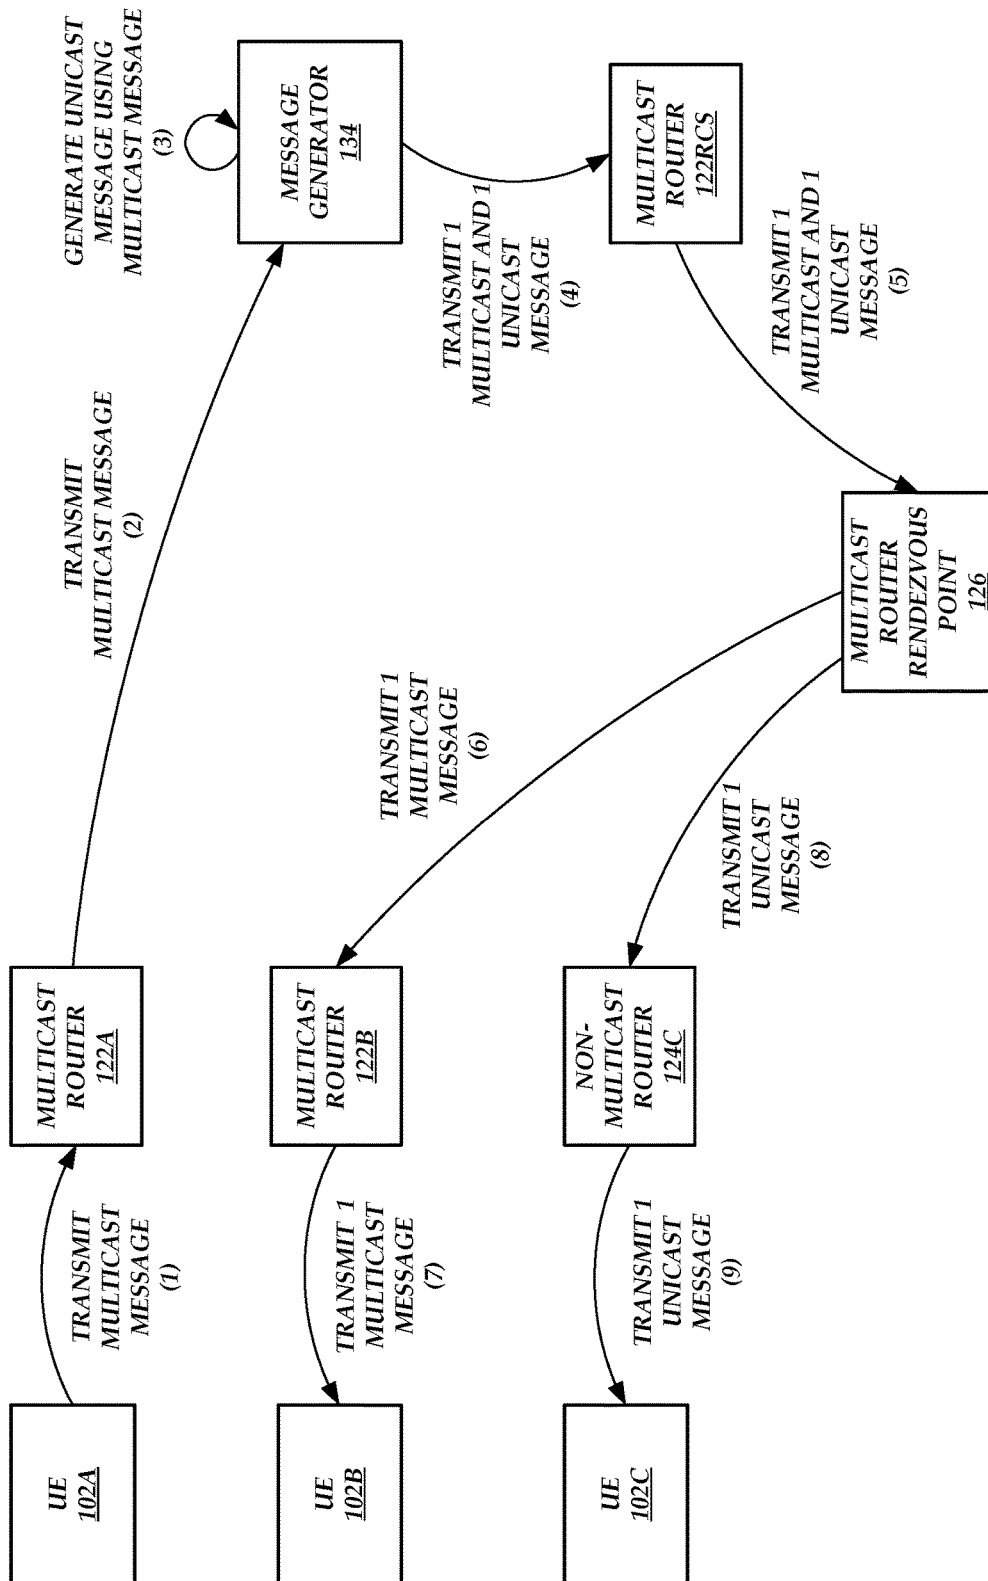 UE
102A
TRANSMIT
MULTICAST
MESSAGE
(1)
MULTICAST
ROUTER
122A
TRANSMIT
MULTICAST MESSAGE
(2)
GENERATE UNICAST
MESSAGE USING
MULTICAST MESSAGE
(3)
MESSAGE
GENERATOR
134
TRANSMIT 1
MULTICAST AND 1
UNICAST
MESSAGE
(4)
MULTICAST
ROUTER
122RCS
TRANSMIT 1
MULTICAST AND 1
UNICAST
MESSAGE
(5)
MULTICAST
ROUTER
RENDEZVOUS
POINT
126
TRANSMIT 1
MULTICAST
MESSAGE
(6)
MULTICAST
ROUTER
122B
TRANSMIT 1
MULTICAST
MESSAGE
(7)
UE
102B
TRANSMIT 1
UNICAST
MESSAGE
(8)
NON-
MULTICAST
ROUTER
124C
TRANSMIT 1
UNICAST
MESSAGE
(9)
UE
102C